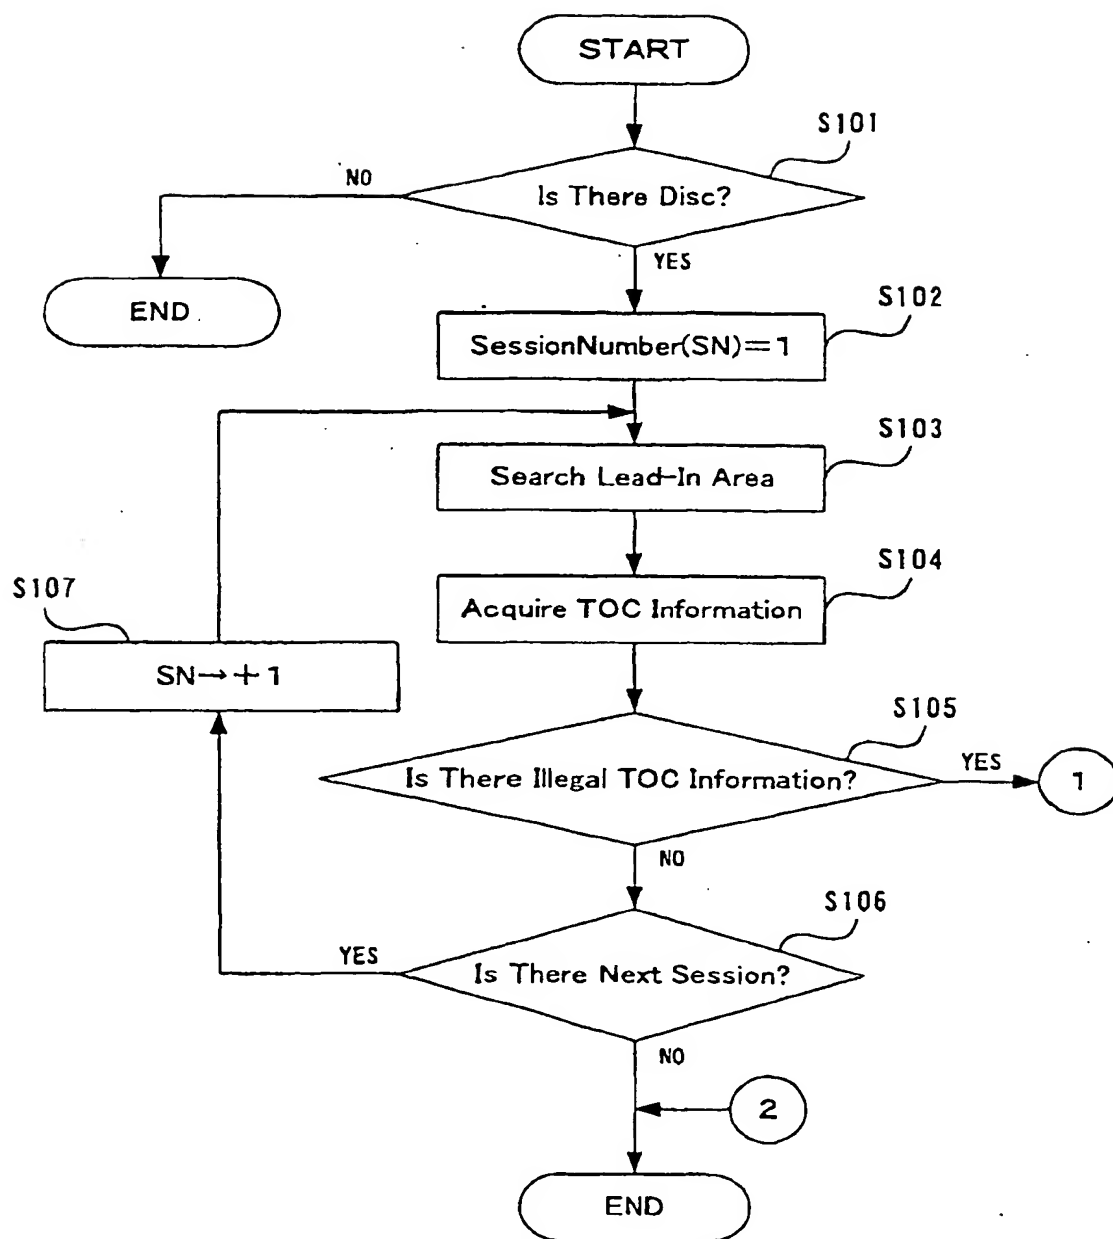 START
S101
NO
Is There Disc?
YES
END
S102
SessionNumber(SN)=1
S103
Search Lead-In Area
S104
Acquire TOC Information
S107
SN→+1
S105
Is There Illegal TOC Information?
YES
1
NO
S106
YES
Is There Next Session?
NO
2
END